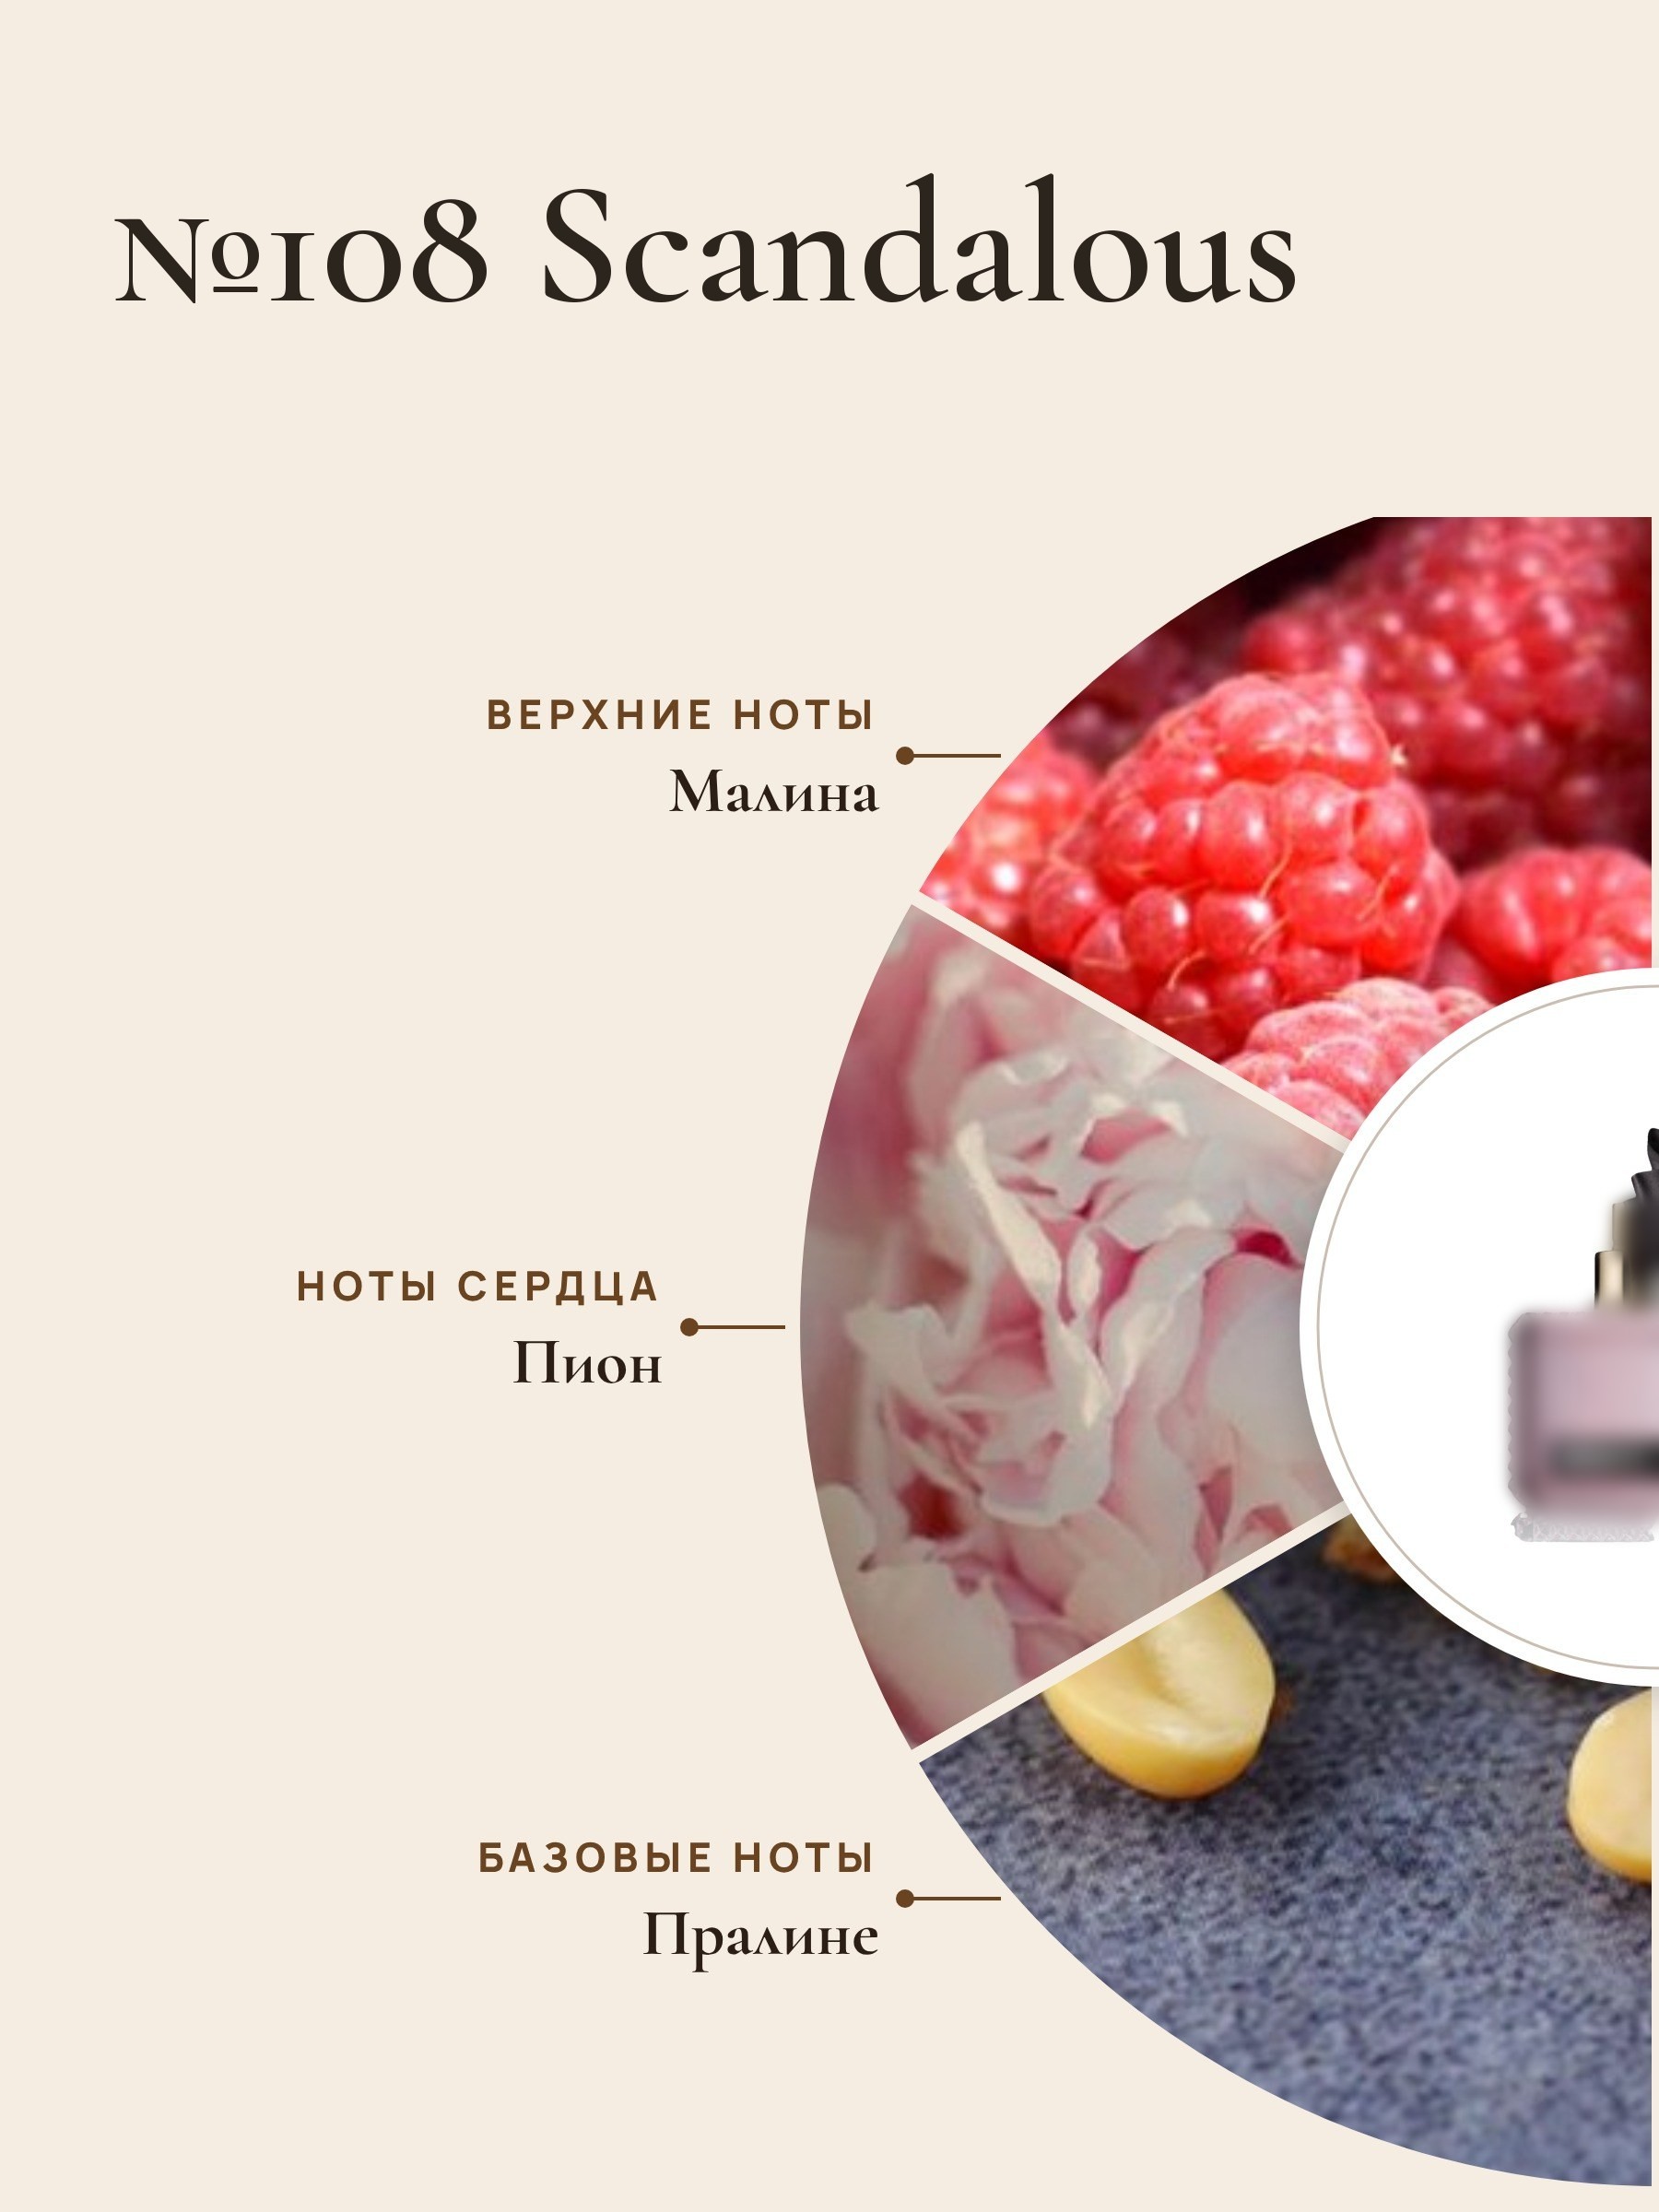 №108 Scandalous
ВЕРХНИЕ НОТЫ
Малина
НОТЫ СЕРДЦА
Пион
БАЗОВЫЕ НОТЫ
Пралине